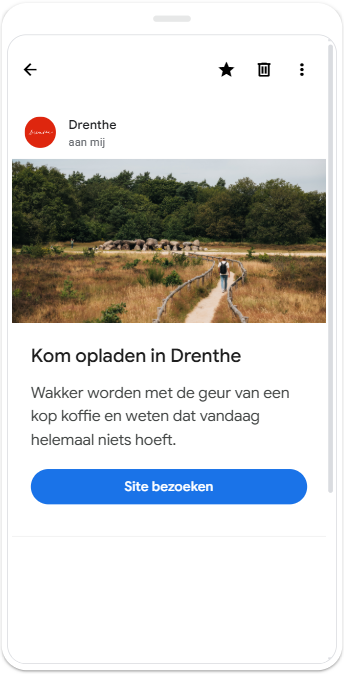 Drenthe
aan mij
Kom opladen in Drenthe
Wakker worden met de geur van een
kop koffie en weten dat vandaag
helemaal niets hoeft.
Site bezoeken